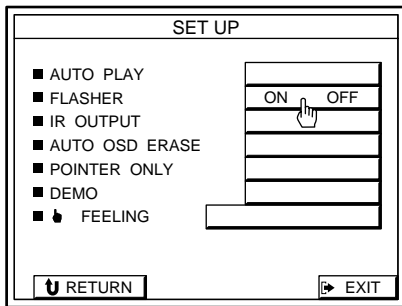 SET UP
AUTO PLAY
FLASHER ON OFF
IR OUTPUT
AUTO OSD ERASE
POINTER ONLY
DEMO
FEELING
RETURN EXIT